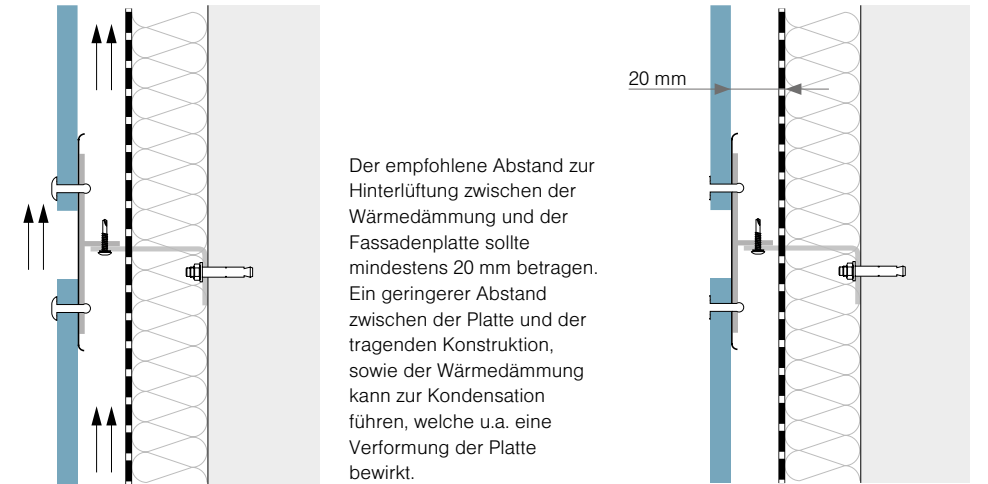 Der empfohlene Abstand zur
Hinterlüftung zwischen der
Wärmedämmung und der
Fassadenplatte sollte
mindestens 20 mm betragen.
Ein geringerer Abstand
zwischen der Platte und der
tragenden Konstruktion,
sowie der Wärmedämmung
kann zur Kondensation
führen, welche u.a. eine
Verformung der Platte
bewirkt.
20 mm